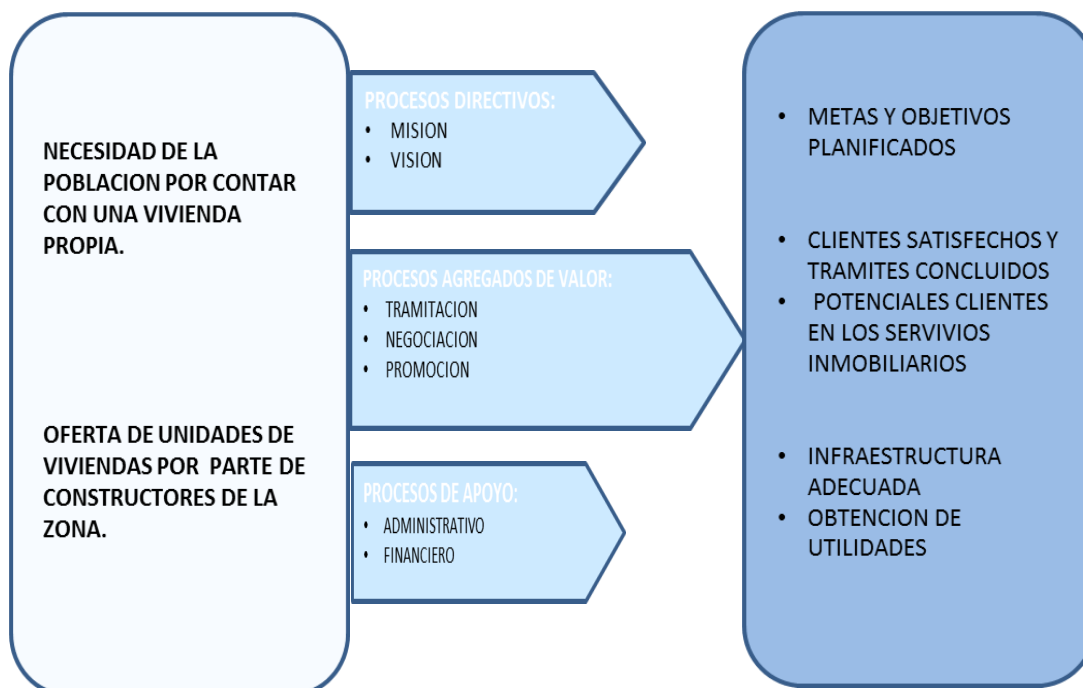 NECESIDAD DE LA
POBLACION POR CONTAR
CON UNA VIVIENDA
PROPIA.
OFERTA DE UNIDADES DE
VIVIENDAS POR PARTE DE
CONSTRUCTORES DE LA
ZONA.
PROCESOS DIRECTIVOS:
• MISION
• VISION
PROCESOS AGREGADOS DE VALOR:
• TRAMITACION
• NEGOCIACION
• PROMOCION
PROCESOS DE APOYO:
• ADMINISTRATIVO
• FINANCIERO
• METAS Y OBJETIVOS
PLANIFICADOS
• CLIENTES SATISFECHOS Y
TRAMITES CONCLUIDOS
• POTENCIALES CLIENTES
EN LOS SERVIVIOS
INMOBILIARIOS
• INFRAESTRUCTURA
ADECUADA
• OBTENCION DE
UTILIDADES